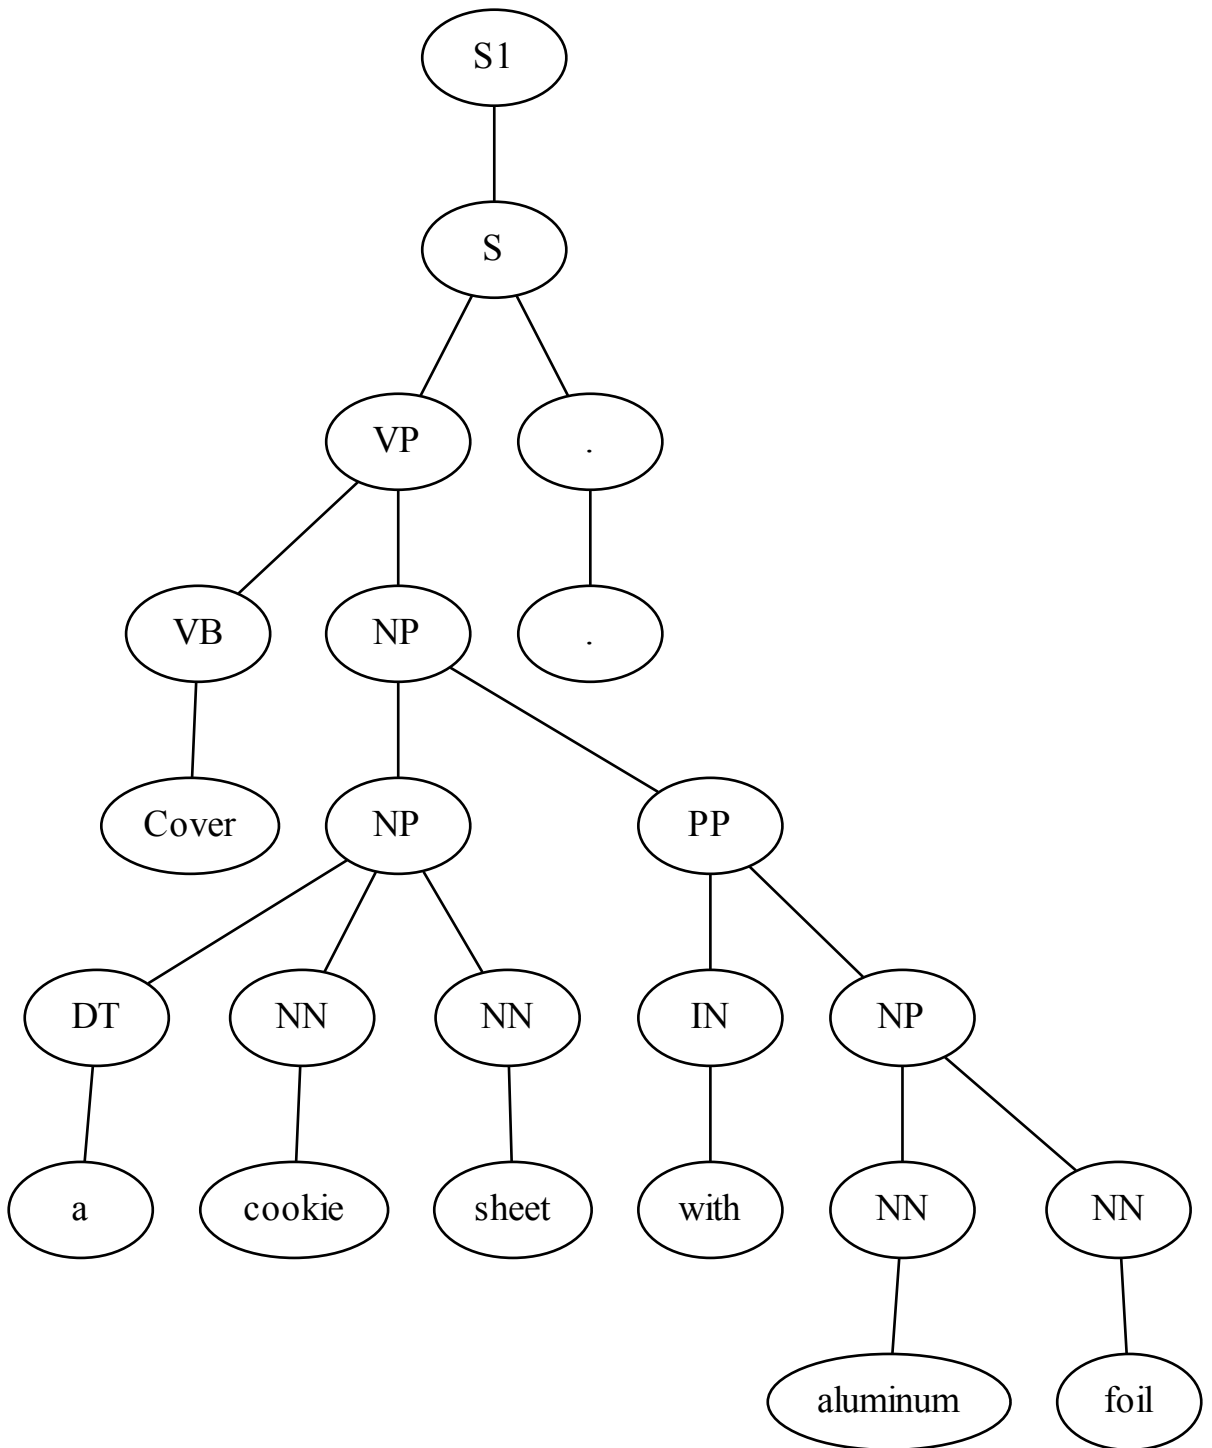 S1
S
VP .
VB NP .
Cover NP PP
DT NN NN IN NP
a cookie sheet with NN NN
aluminum foil